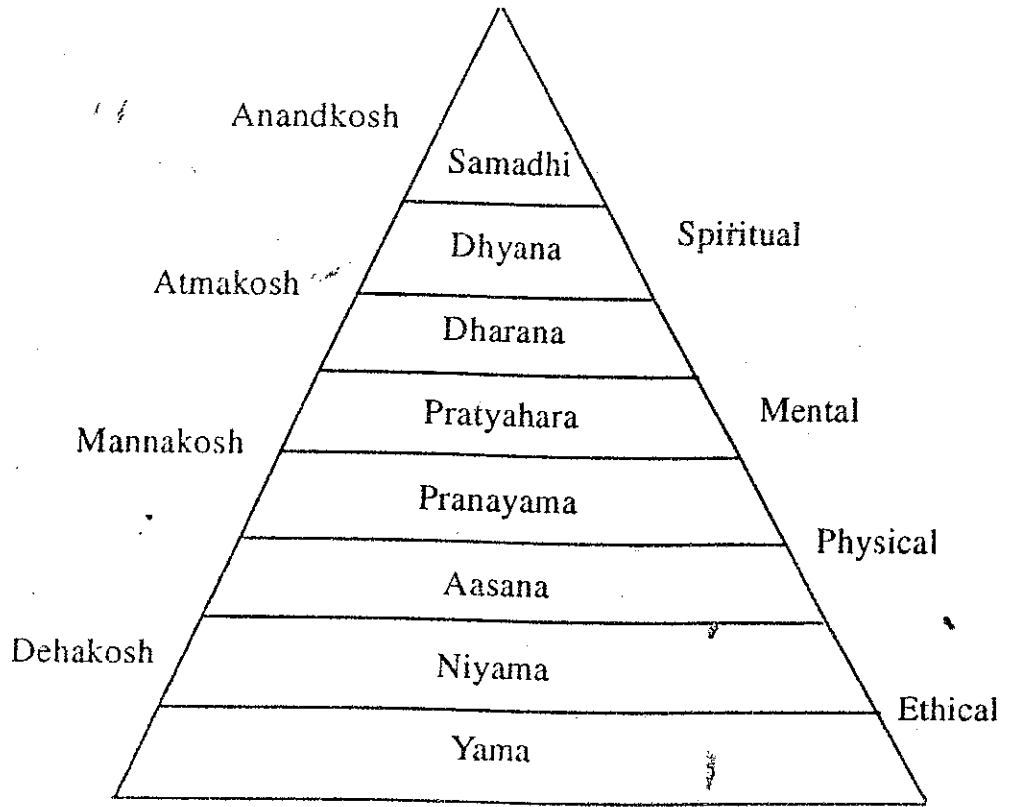 Anandkosh
Samadhi
Spiritual
Dhyana
Atmakosh
Dharana
Mental
Pratyahara
Mannakosh
Pranayama
Physical
Aasana
Dehakosh
Niyama
Ethical
Yama